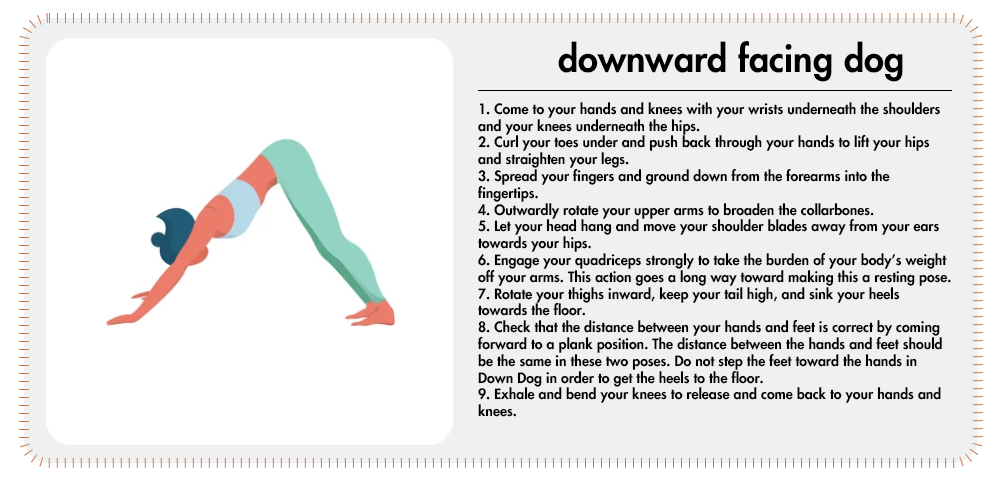 downward facing dog
1. Come to your hands and knees with your wrists underneath the shoulders
and your knees underneath the hips.
2. Curl your toes under and push back through your hands to lift your hips
and straighten your legs.
3. Spread your fingers and ground down from the forearms into the
fingertips.
4. Outwardly rotate your upper arms to broaden the collarbones.
5. Let your head hang and move your shoulder blades away from your ears
towards your hips.
6. Engage your quadriceps strongly to take the burden of your body’s weight
off your arms. This action goes a long way toward making this a resting pose.
7. Rotate your thighs inward, keep your tail high, and sink your heels
towards the floor.
8. Check that the distance between your hands and feet is correct by coming
forward to a plank position. The distance between the hands and feet should
be the same in these two poses. Do not step the feet toward the hands in
Down Dog in order to get the heels to the floor.
9. Exhale and bend your knees to release and come back to your hands and
knees.